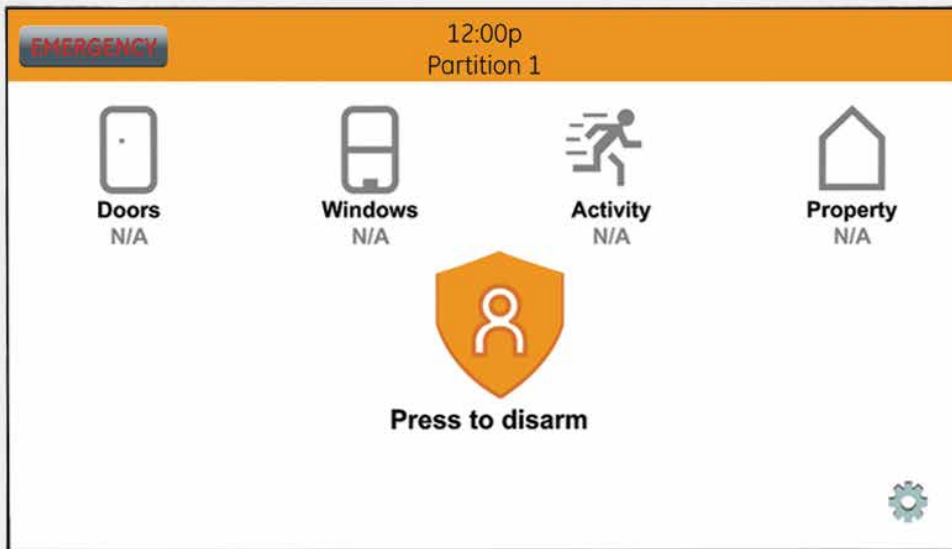 EMERGENCY
12:00p
Partition 1
Doors
Windows
Activity
Property
N/A
N/A
N/A
N/A
Press to disarm